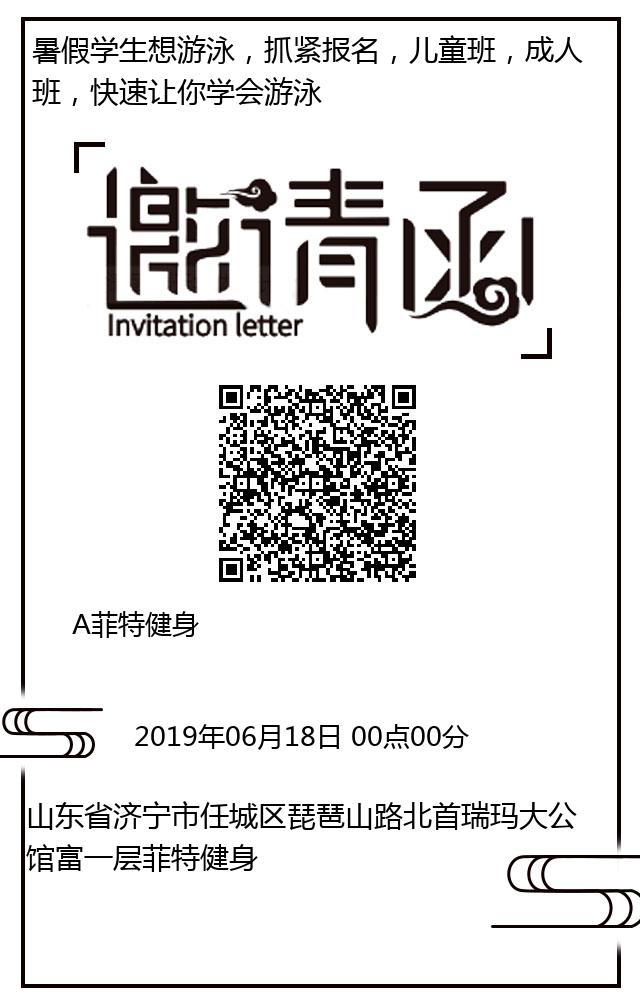 暑假学生想游泳，抓紧报名，儿童班，成人
班，快速让你学会游泳
邀请函
Invitation letter
A菲特健身
2019年06月18日 00点00分
山东省济宁市任城区琵琶山路北首瑞玛大公
馆富一层菲特健身